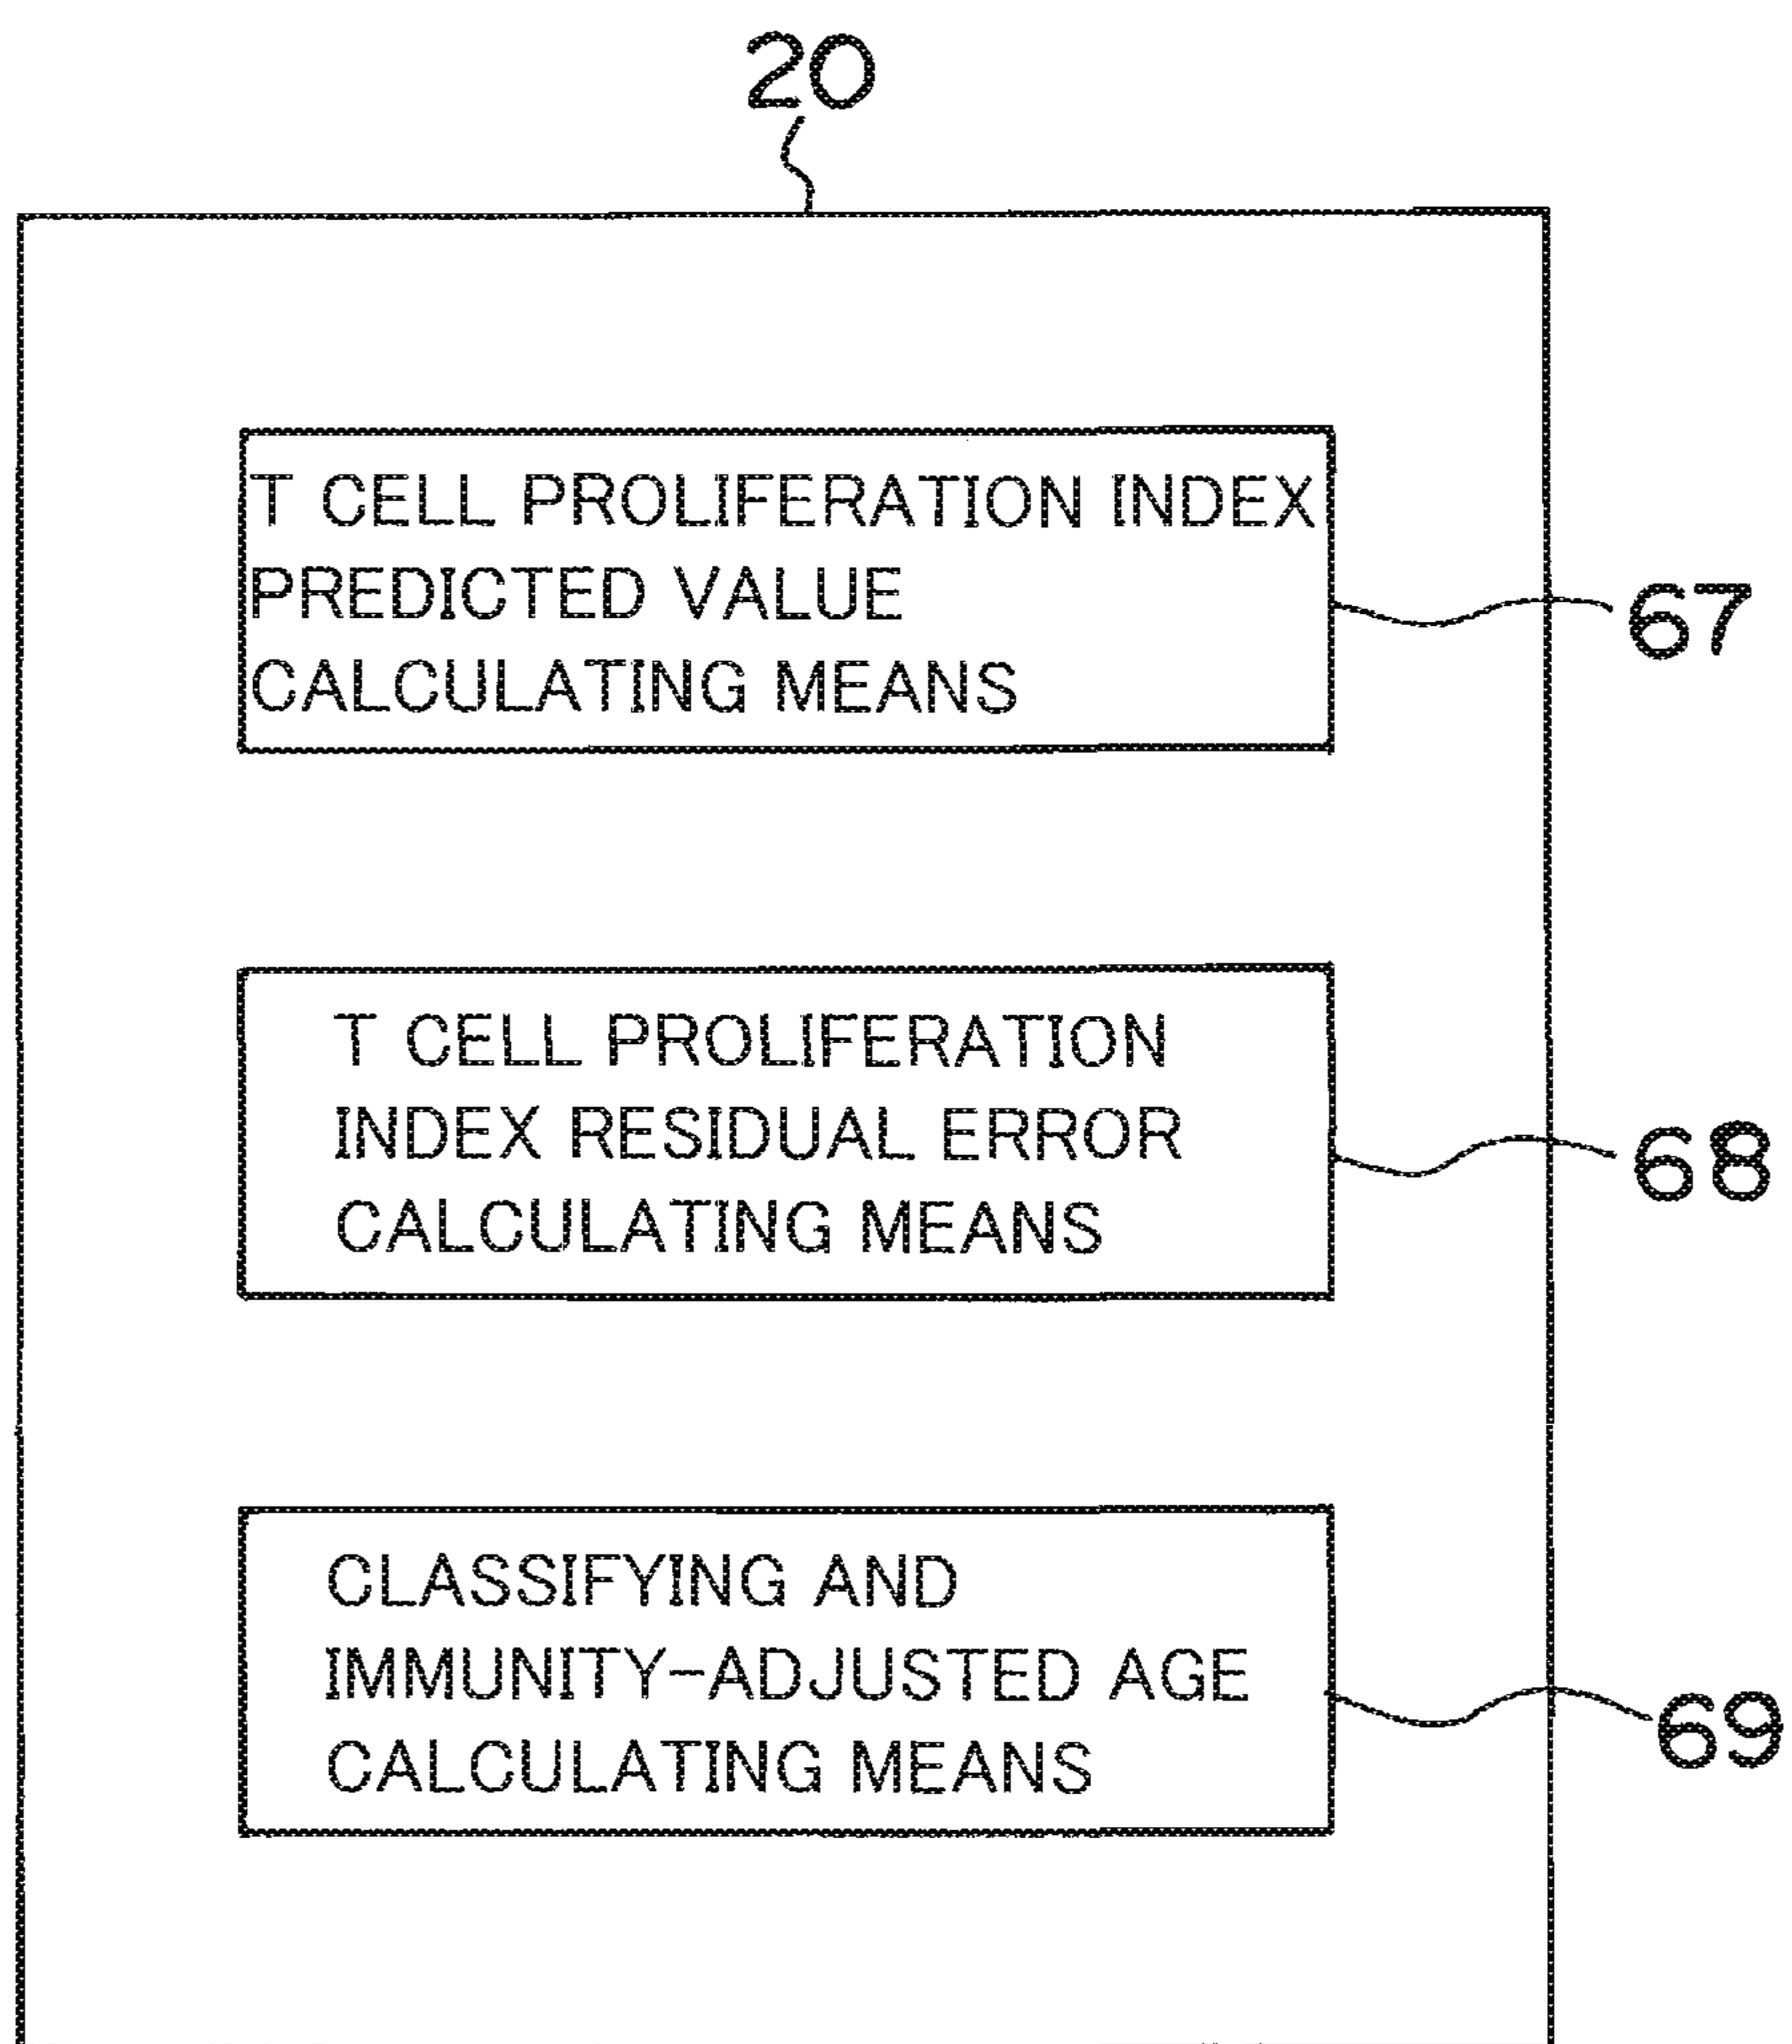 20
T CELL PROLIFERATION INDEX
PREDICTED VALUE
CALCULATING MEANS
67
T CELL PROLIFERATION
INDEX RESIDUAL ERROR
CALCULATING MEANS
68
CLASSIFYING AND
IMMUNITY-ADJUSTED AGE
CALCULATING MEANS
69